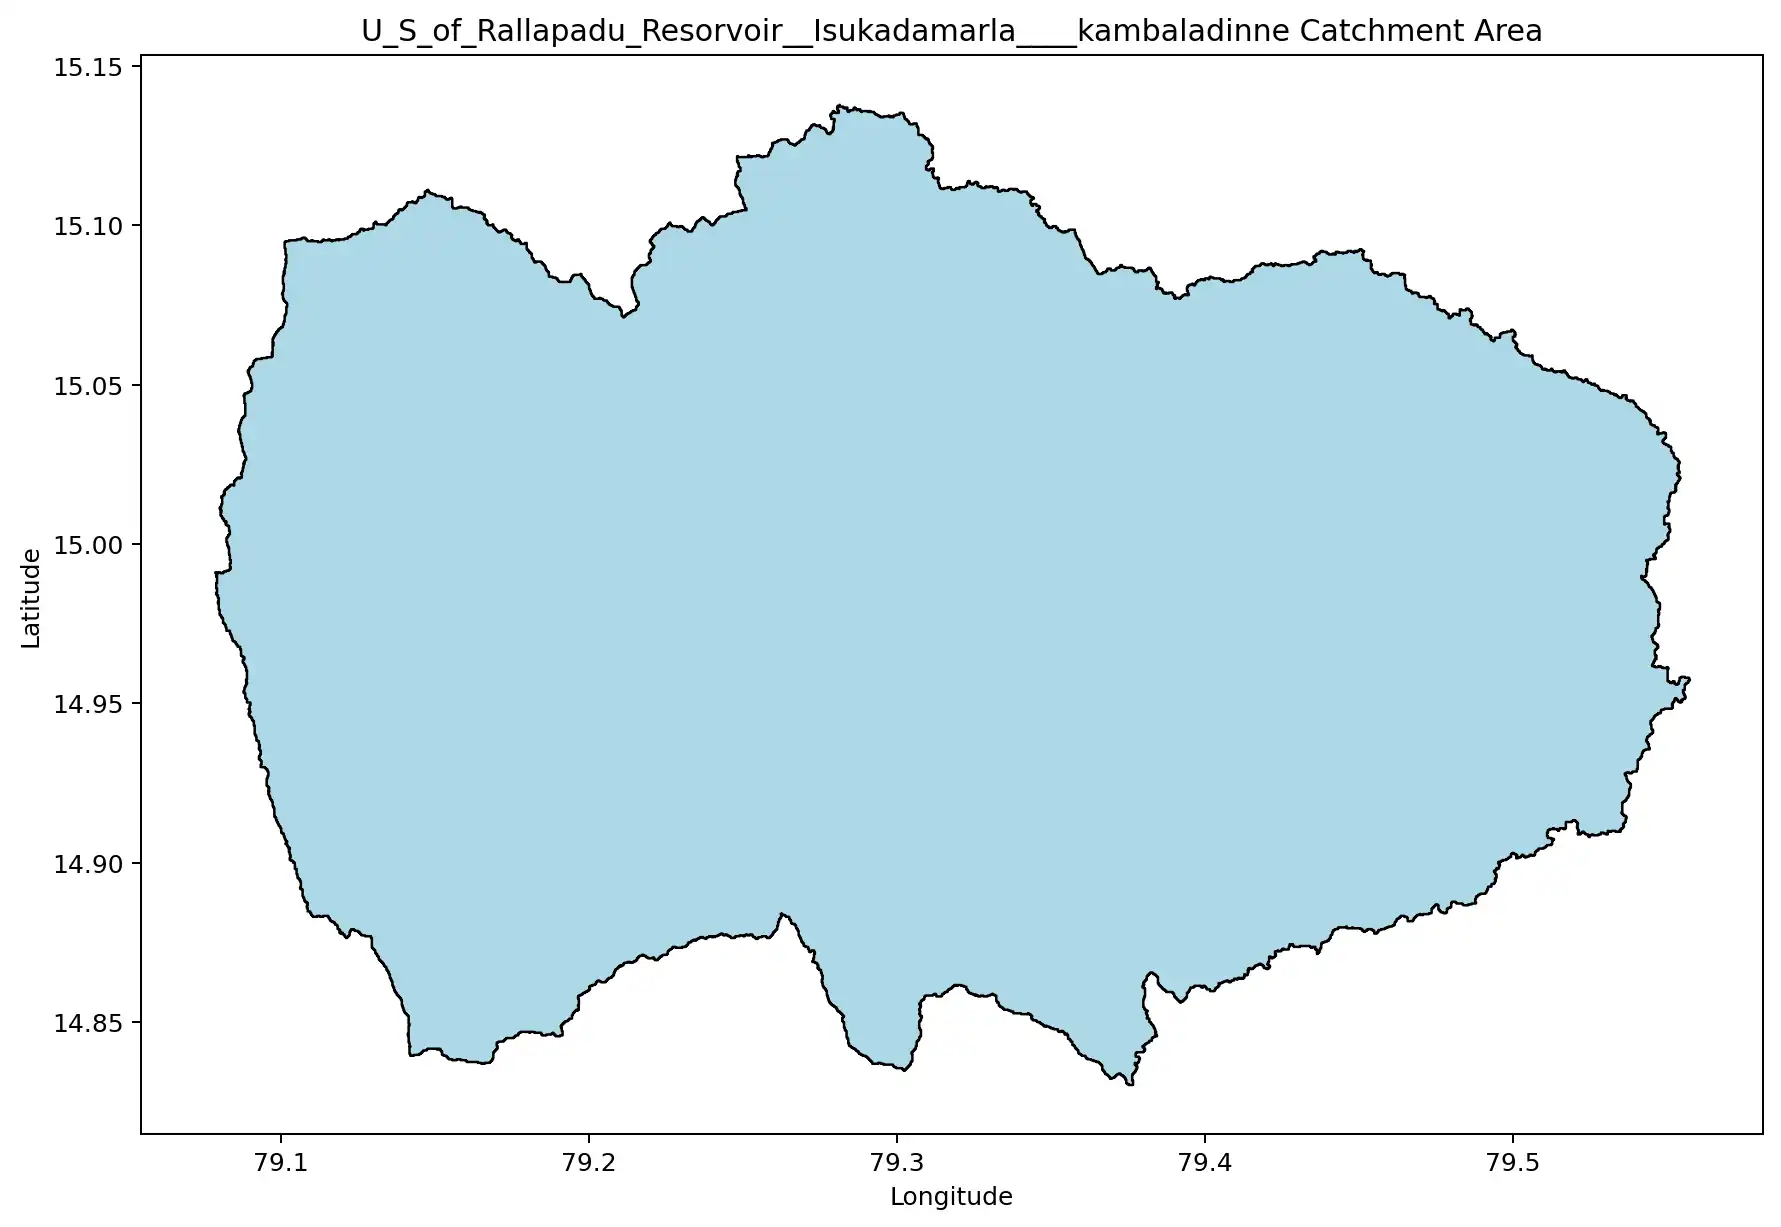 U_S_of_Rallapadu_Resorvoir__Isukadamarla____kambaladinne Catchment Area
15.15
15.10
15.05
15.00
14.95
14.90
14.85
Latitude
79.1 79.2 79.3 79.4 79.5
Longitude